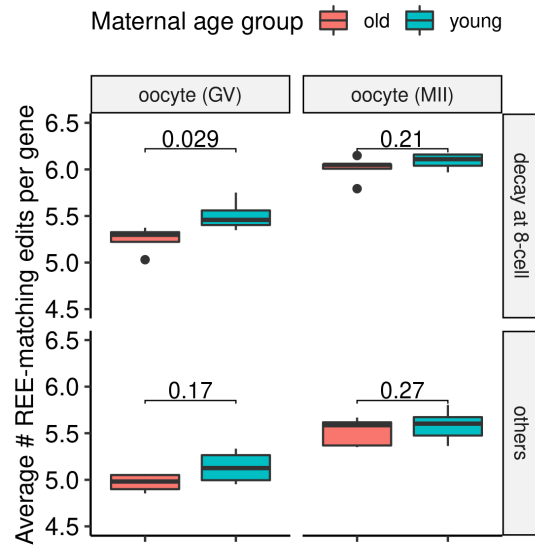 Maternal age group old young
oocyte (GV) oocyte (MII)
Average # REE-matching edits per gene
6.5
6.0
5.5
5.0
4.5
0.029
0.21
decay at 8-cell
6.5
6.0
5.5
5.0
4.5
0.17
0.27
others